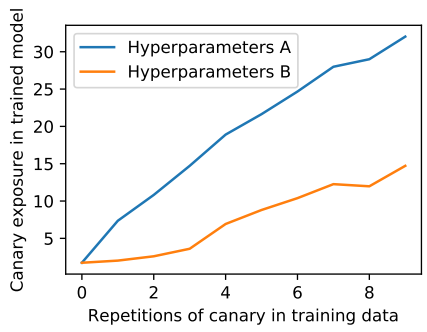 Canary exposure in trained model
30
25
20
15
10
5
Hyperparameters A
Hyperparameters B
0 2 4 6 8
Repetitions of canary in training data